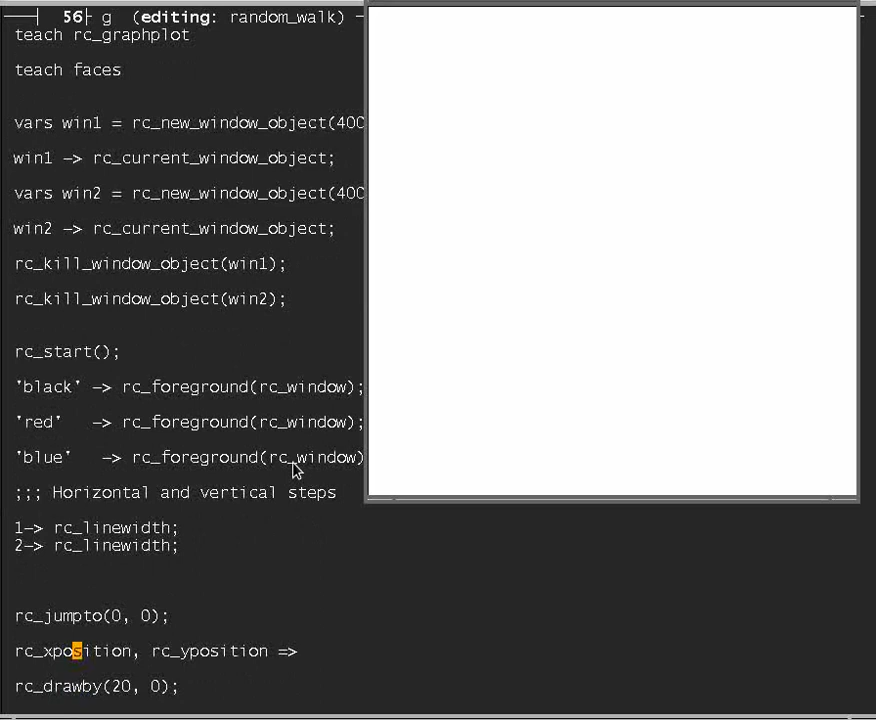 56 g (editing: random_walk)
teach rc_graphplot
teach faces
vars win1 = rc_new_window_object(400
win1 -> rc_current_window_object;
vars win2 = rc_new_window_object(400
win2 -> rc_current_window_object;
rc_kill_window_object(win1);
rc_kill_window_object(win2);
rc_start();
'black' -> rc_foreground(rc_window);
'red' -> rc_foreground(rc_window);
'blue' -> rc_foreground(rc_window)
;;; Horizontal and vertical steps
1-> rc_linewidth;
2-> rc_linewidth;
rc_jumpto(0, 0);
rc_xposition, rc_yposition =>
rc_drawby(20, 0);